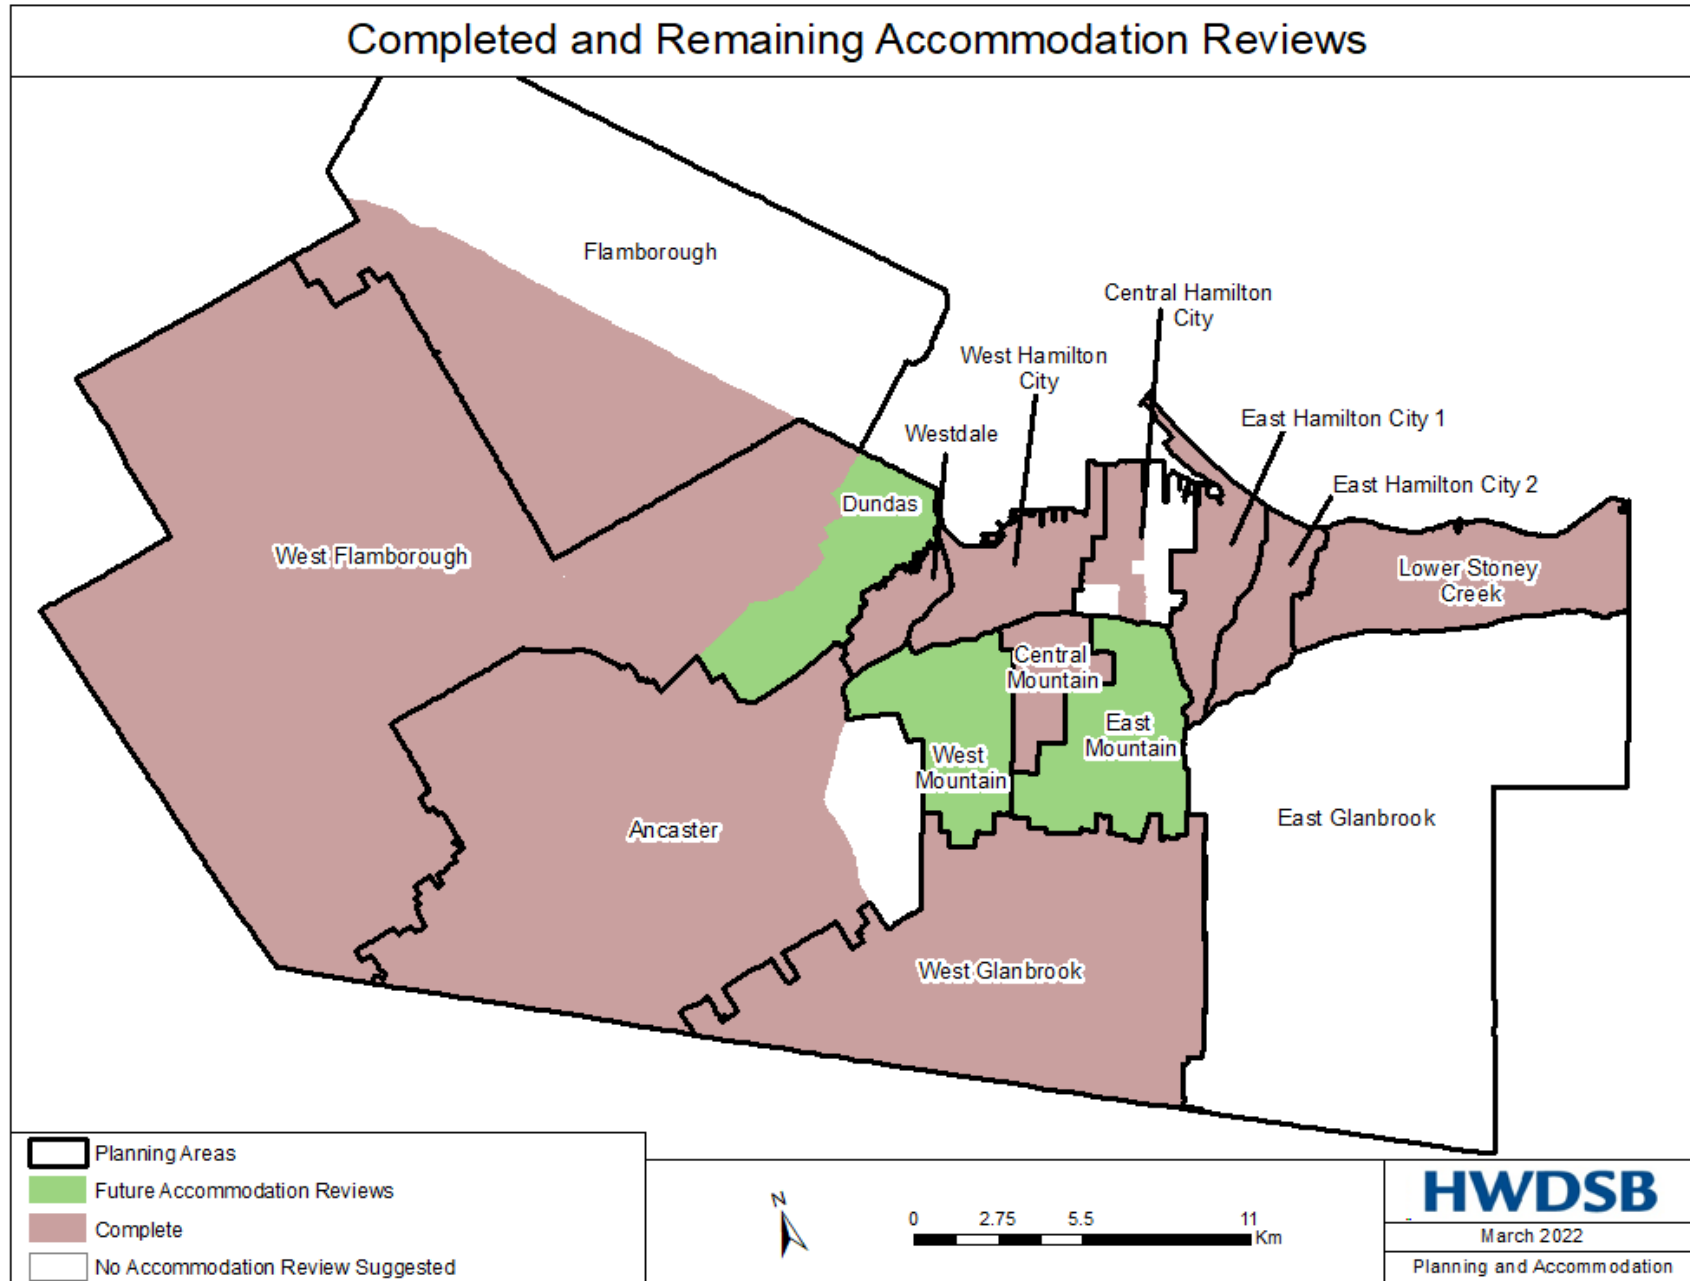 Completed and Remaining Accommodation Reviews
Flamborough
Central Hamilton
City
West Hamilton
City
East Hamilton City 1
Westdale
East Hamilton City 2
Dundas
West Flamborough
Lower Stoney
Creek
Central
Mountain
East
Mountain
West
Mountain
East Glanbrook
Ancaster
West Glanbrook
Planning Areas
Future Accommodation Reviews
Complete
No Accommodation Review Suggested
N
0 2.75 5.5 11
Km
HWDSB
March 2022
Planning and Accommodation